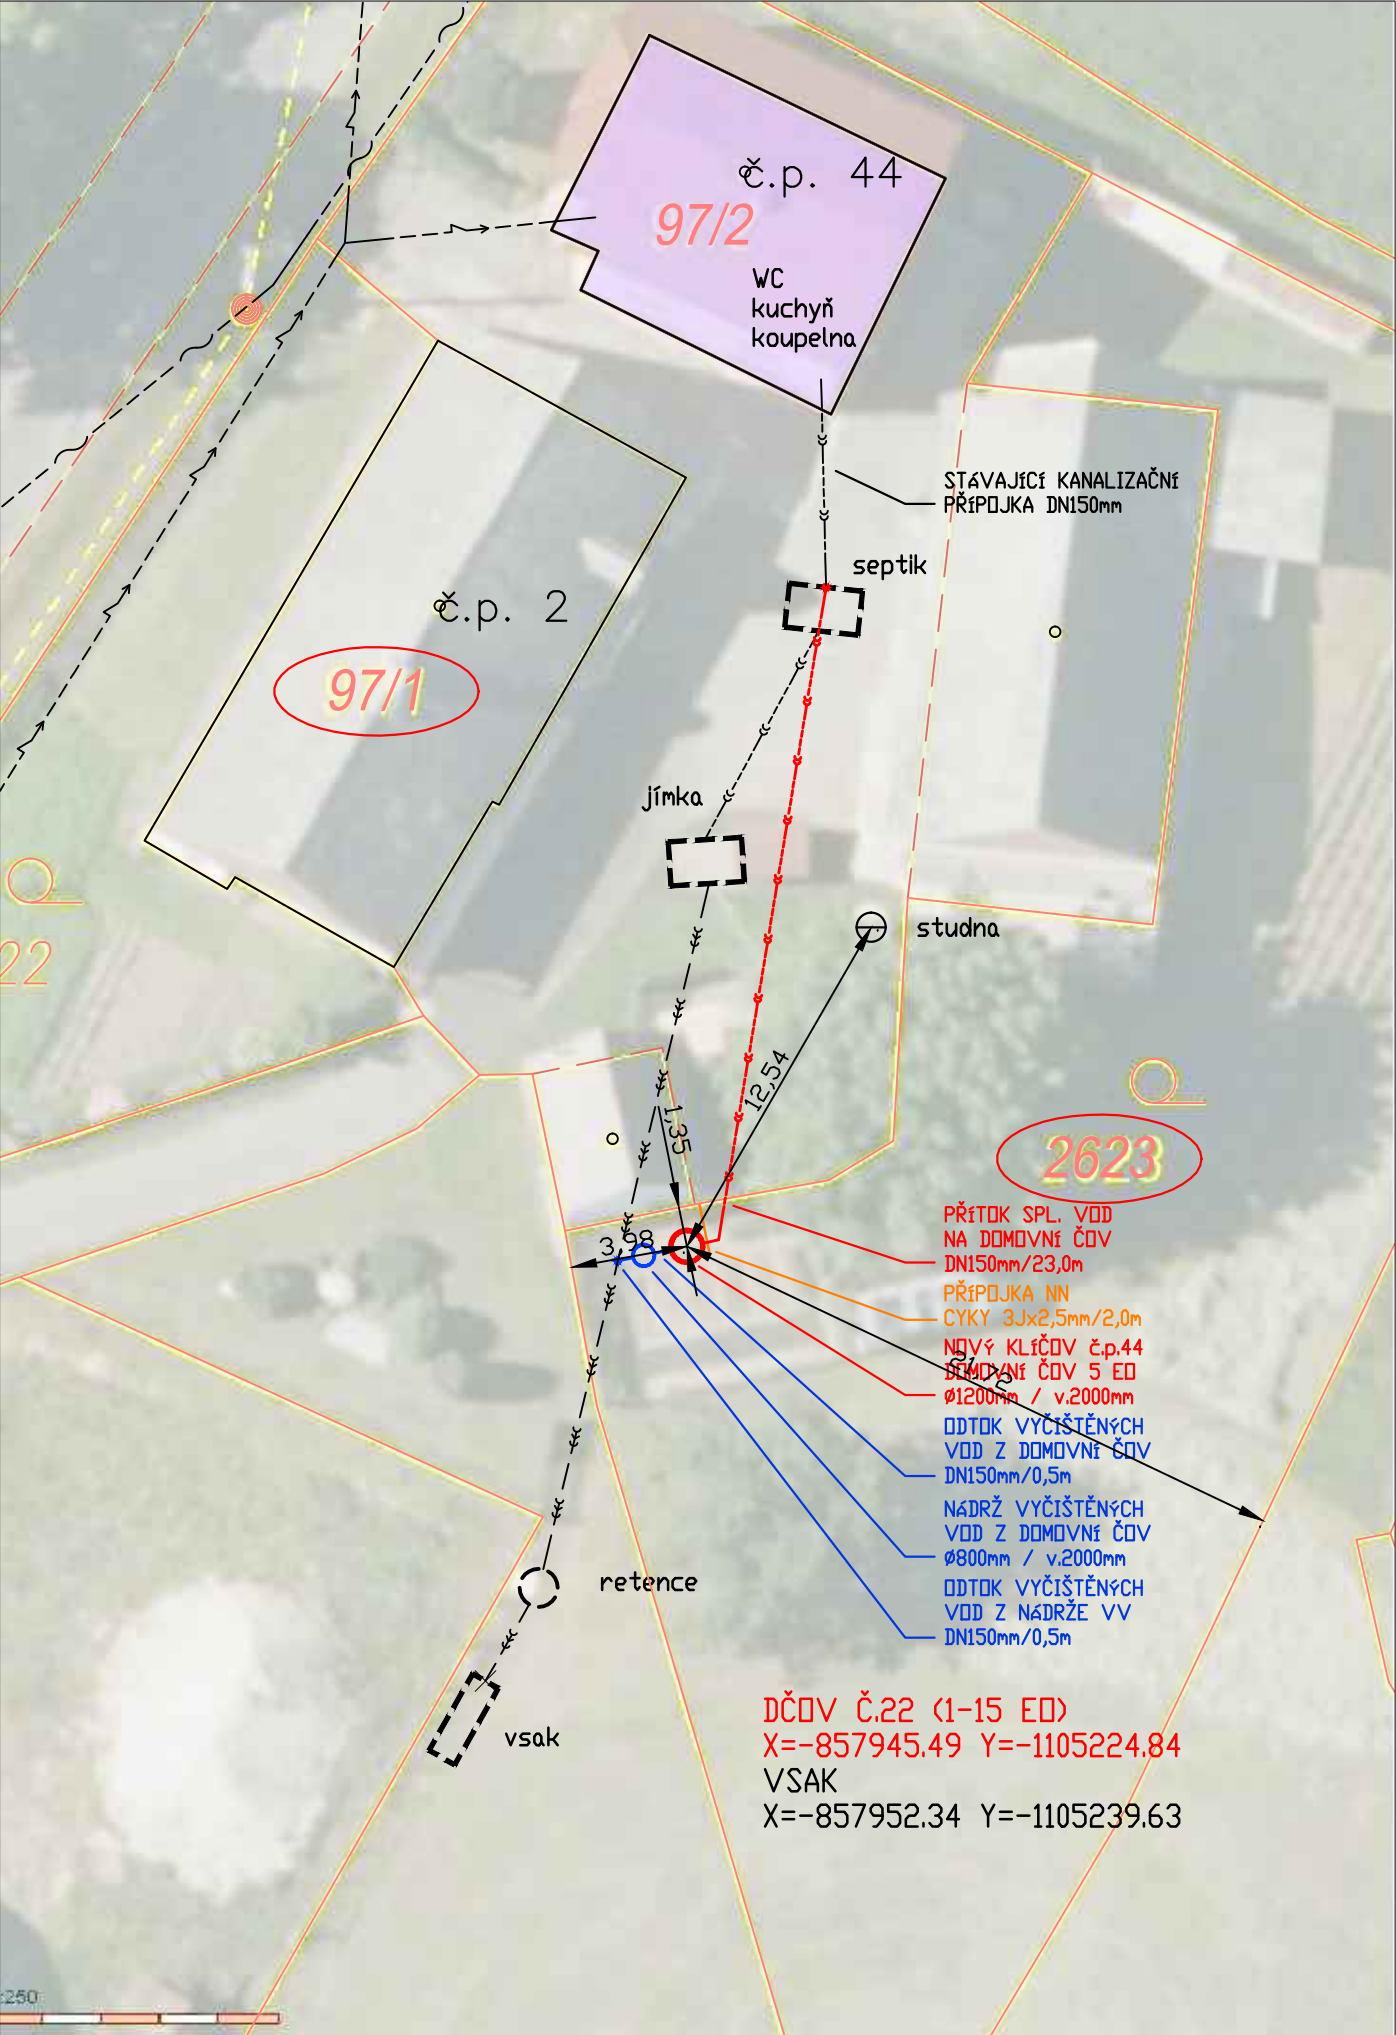 č.p. 44
97/2
WC
kuchyň
koupelna
STáVAJíCí KANALIZAČNí
PŘíPOJKA DN150mm
septik
č.p. 2
97/1
jímka
studna
22
12,54
1,35
2623
PŘíTOK SPL. VOD
NA DOMOVNí ČOV
DN150mm/23,0m
3,98
PŘíPOJKA NN
CYKY 3Jx2,5mm/2,0m
NOVý KLíČOV č.p.44
DOMOVNí ČOV 5 EO
ø1200mm / v.2000mm
21,72
ODTOK VYČIŠTĚNýCH
VOD Z DOMOVNí ČOV
DN150mm/0,5m
NáDRŽ VYČIŠTĚNýCH
VOD Z DOMOVNí ČOV
ø800mm / v.2000mm
retence
ODTOK VYČIŠTĚNýCH
VOD Z NáDRŽE VV
DN150mm/0,5m
vsak
DČOV Č.22 (1-15 EO)
X=-857945.49 Y=-1105224.84
VSAK
X=-857952.34 Y=-1105239.63
:250